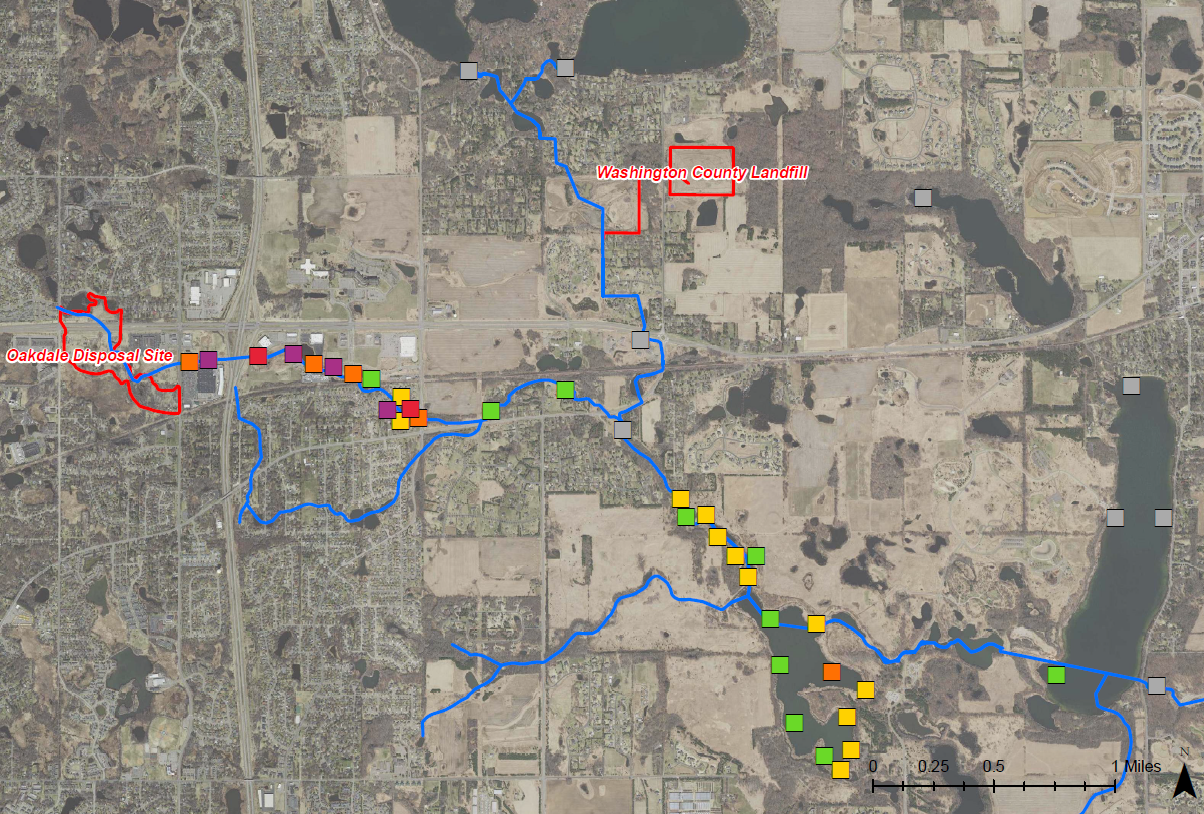 Washington County Landfill
Oakdale Disposal Site
N
0 0.25 0.5 1 Miles